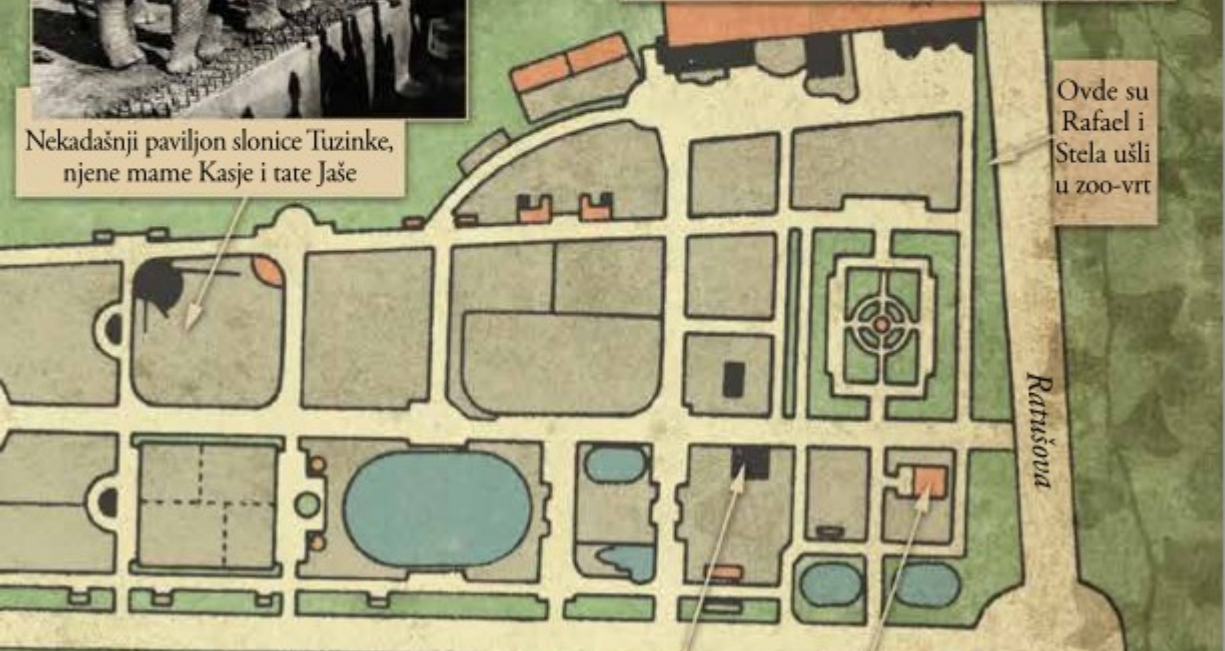 Nekadašnji paviljon slonice Tuzinke,
njene mame Kasje i tate Jaše
Ovde su
Rafael i
Stela ušli
u zoo-vrt
Ratušova